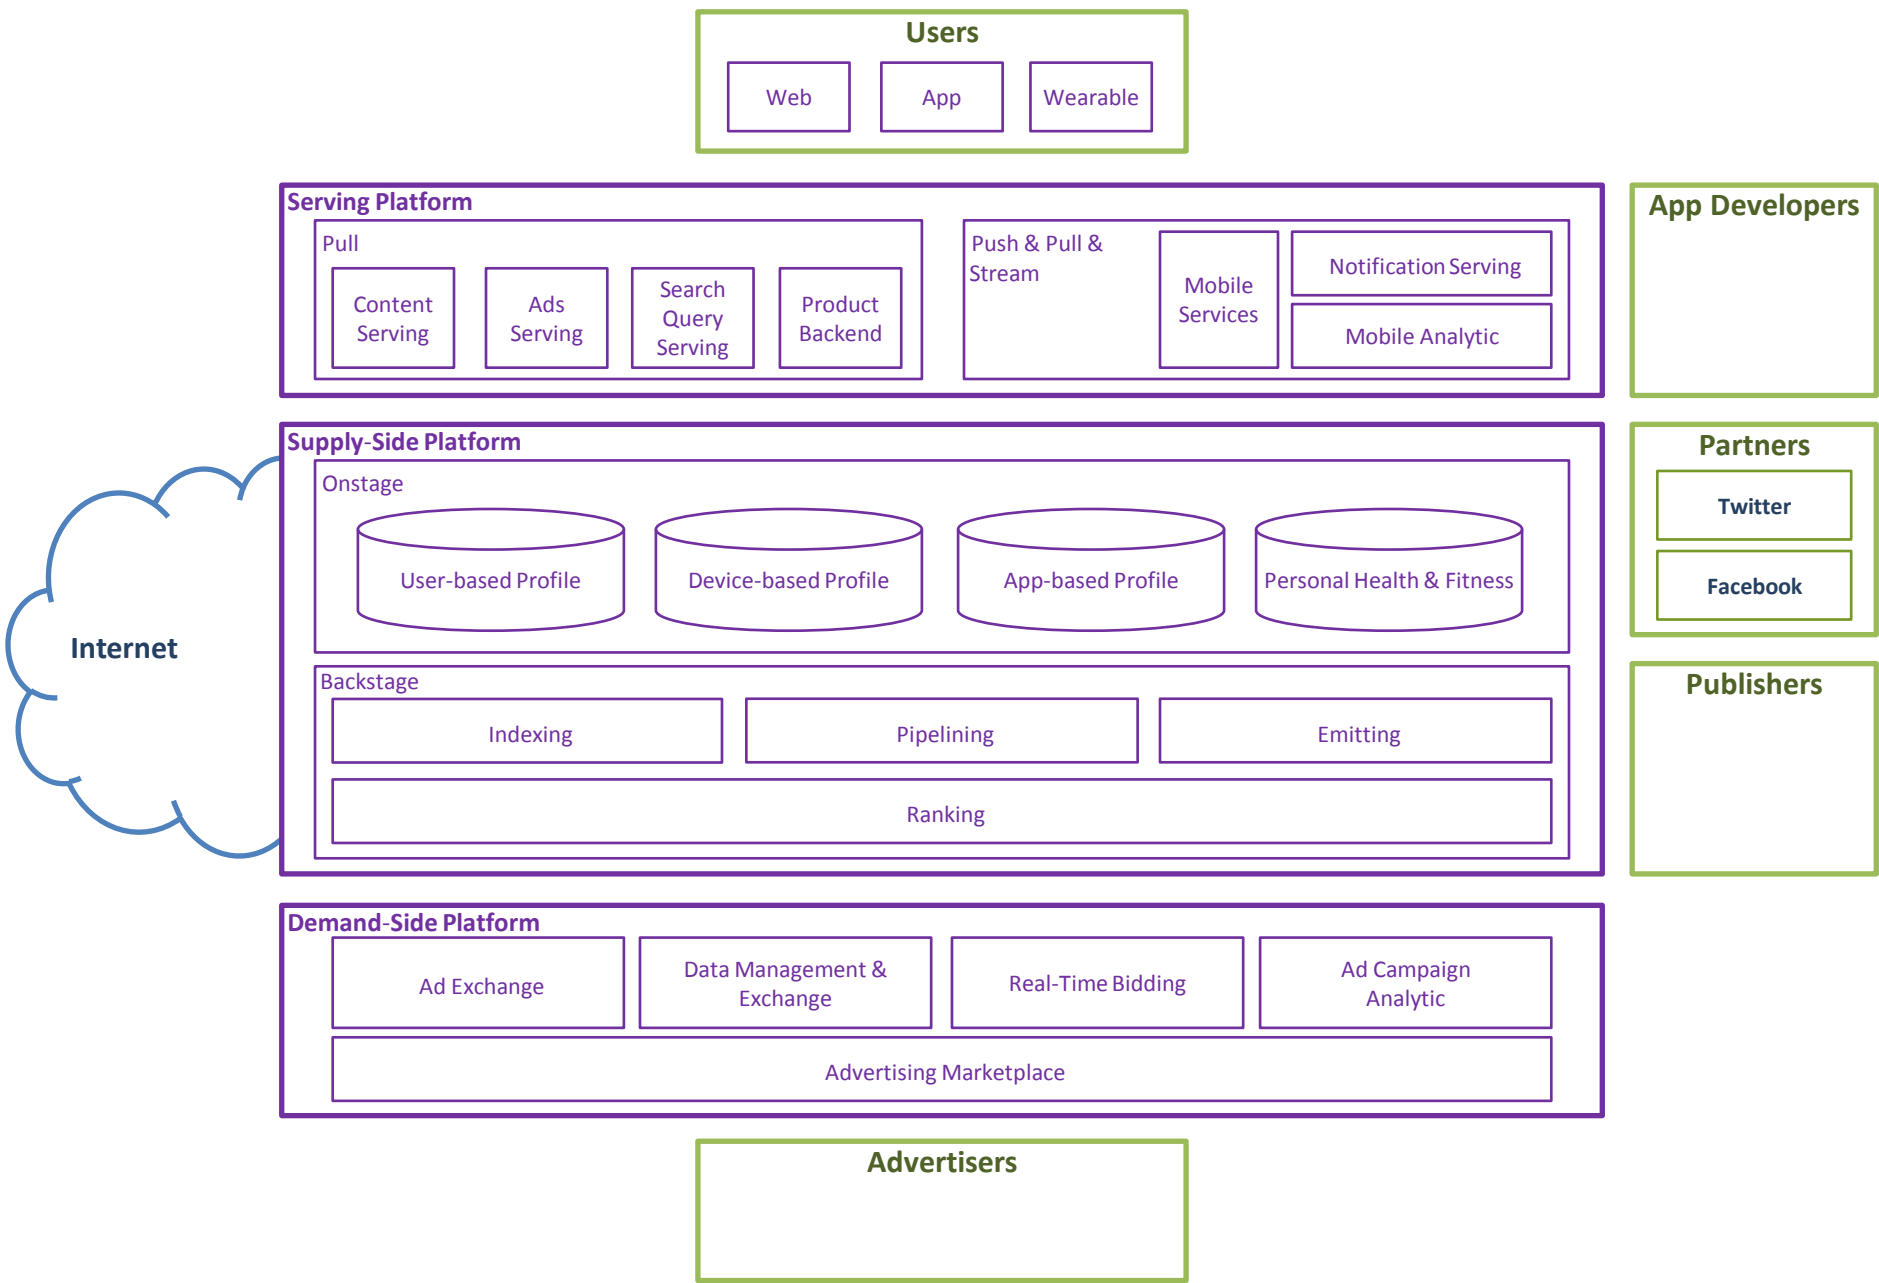 Users
Web
App
Wearable
Serving Platform
Pull
Content
Serving
Ads
Serving
Search
Query
Serving
Product
Backend
Push & Pull &
Stream
Mobile
Services
Notification Serving
Mobile Analytic
App Developers
Supply-Side Platform
Onstage
User-based Profile
Device-based Profile
App-based Profile
Personal Health & Fitness
Partners
Twitter
Facebook
Internet
Backstage
Indexing
Pipelining
Emitting
Ranking
Publishers
Demand-Side Platform
Ad Exchange
Data Management &
Exchange
Real-Time Bidding
Ad Campaign
Analytic
Advertising Marketplace
Advertisers